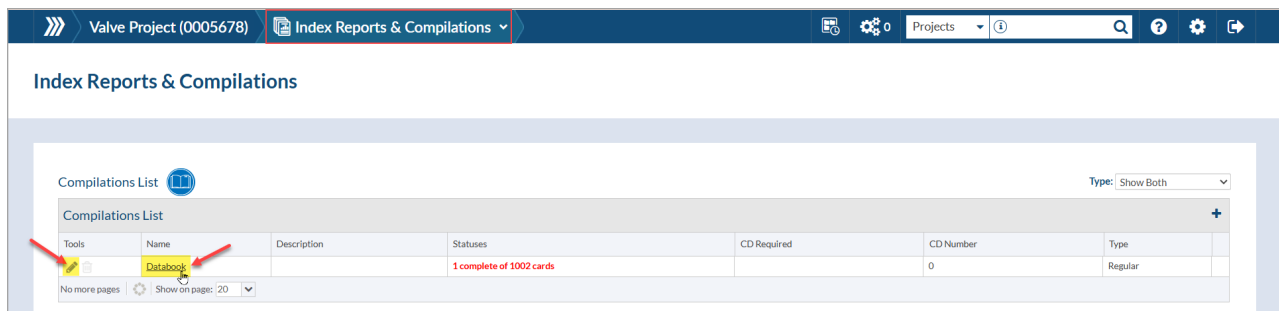 Valve Project (0005678) Index Reports & Compilations 0 Projects
Index Reports & Compilations
Compilations List Type: Show Both
Compilations List
Tools Name Description Statuses CD Required CD Number Type
Databook 1 complete of 1002 cards 0 Regular
No more pages Show on page: 20